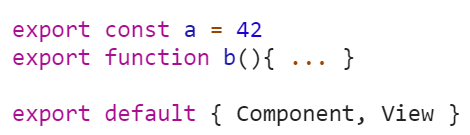 export const a = 42
export function b(){ ... }
export default { Component, View }